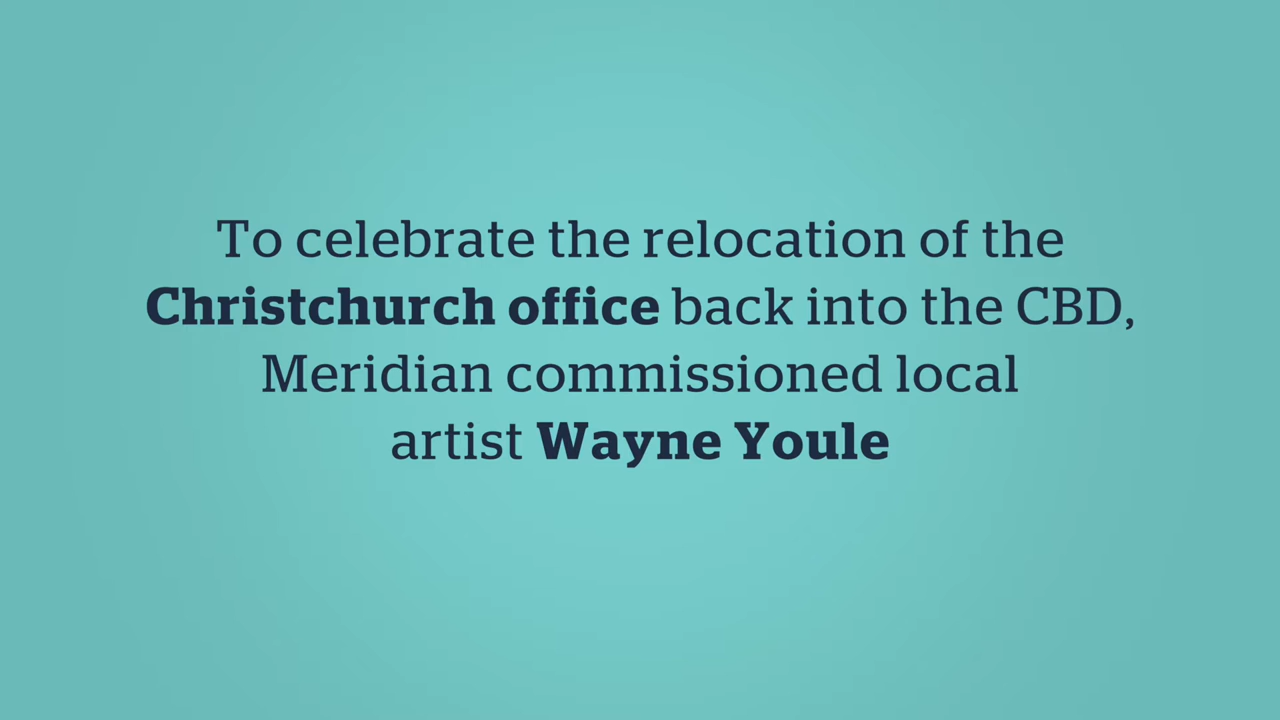 To celebrate the relocation of the
Christchurch office back into the CBD,
Meridian commissioned local
artist Wayne Youle